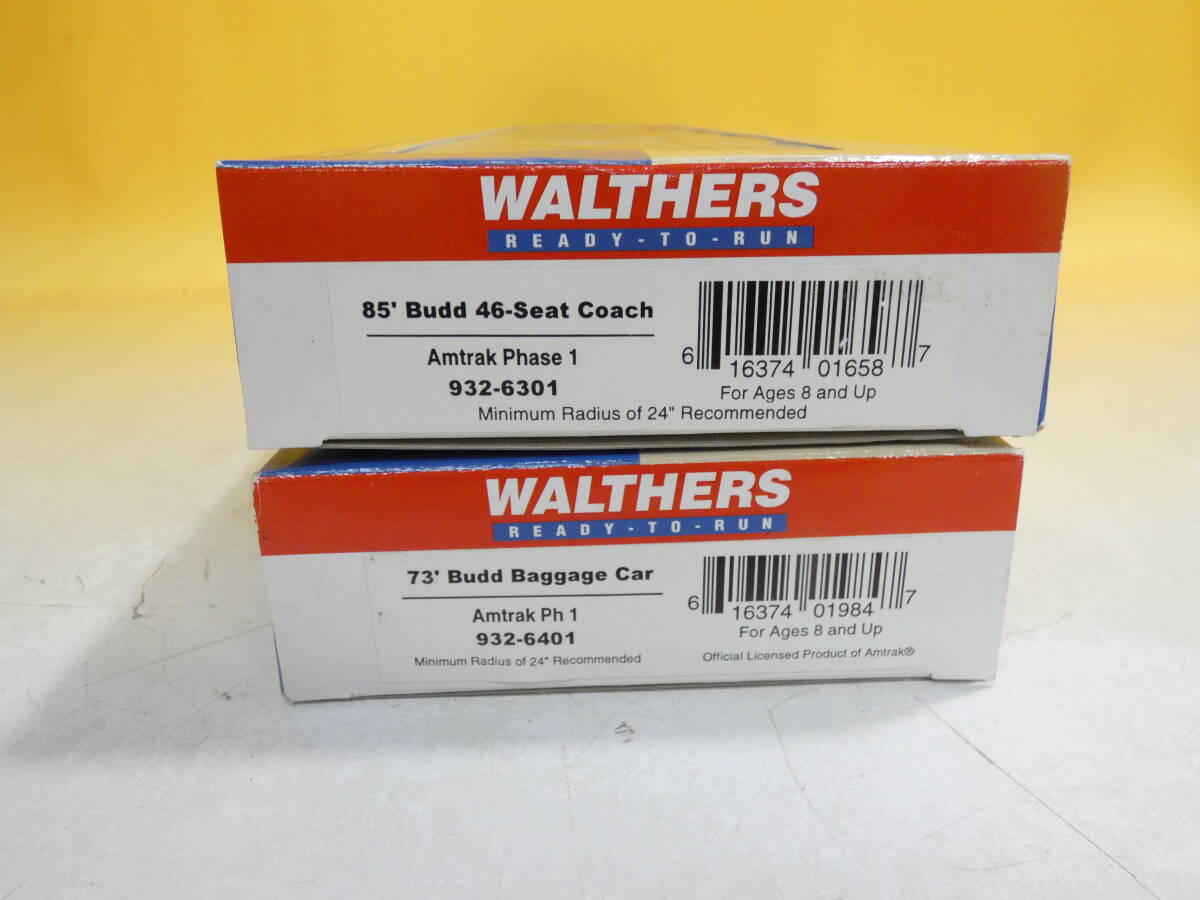 WALTHERS
READY-TO-RUN
85' Budd 46-Seat Coach
Amtrak Phase 1
932-6301
6 16374 01658 7
For Ages 8 and Up
Minimum Radius of 24" Recommended
WALTHERS
READY-TO-RUN
73' Budd Baggage Car
Amtrak Ph 1
932-6401
Minimum Radius of 24" Recommended
6 16374 01984 7
For Ages 8 and Up
Official Licensed Product of Amtrak®